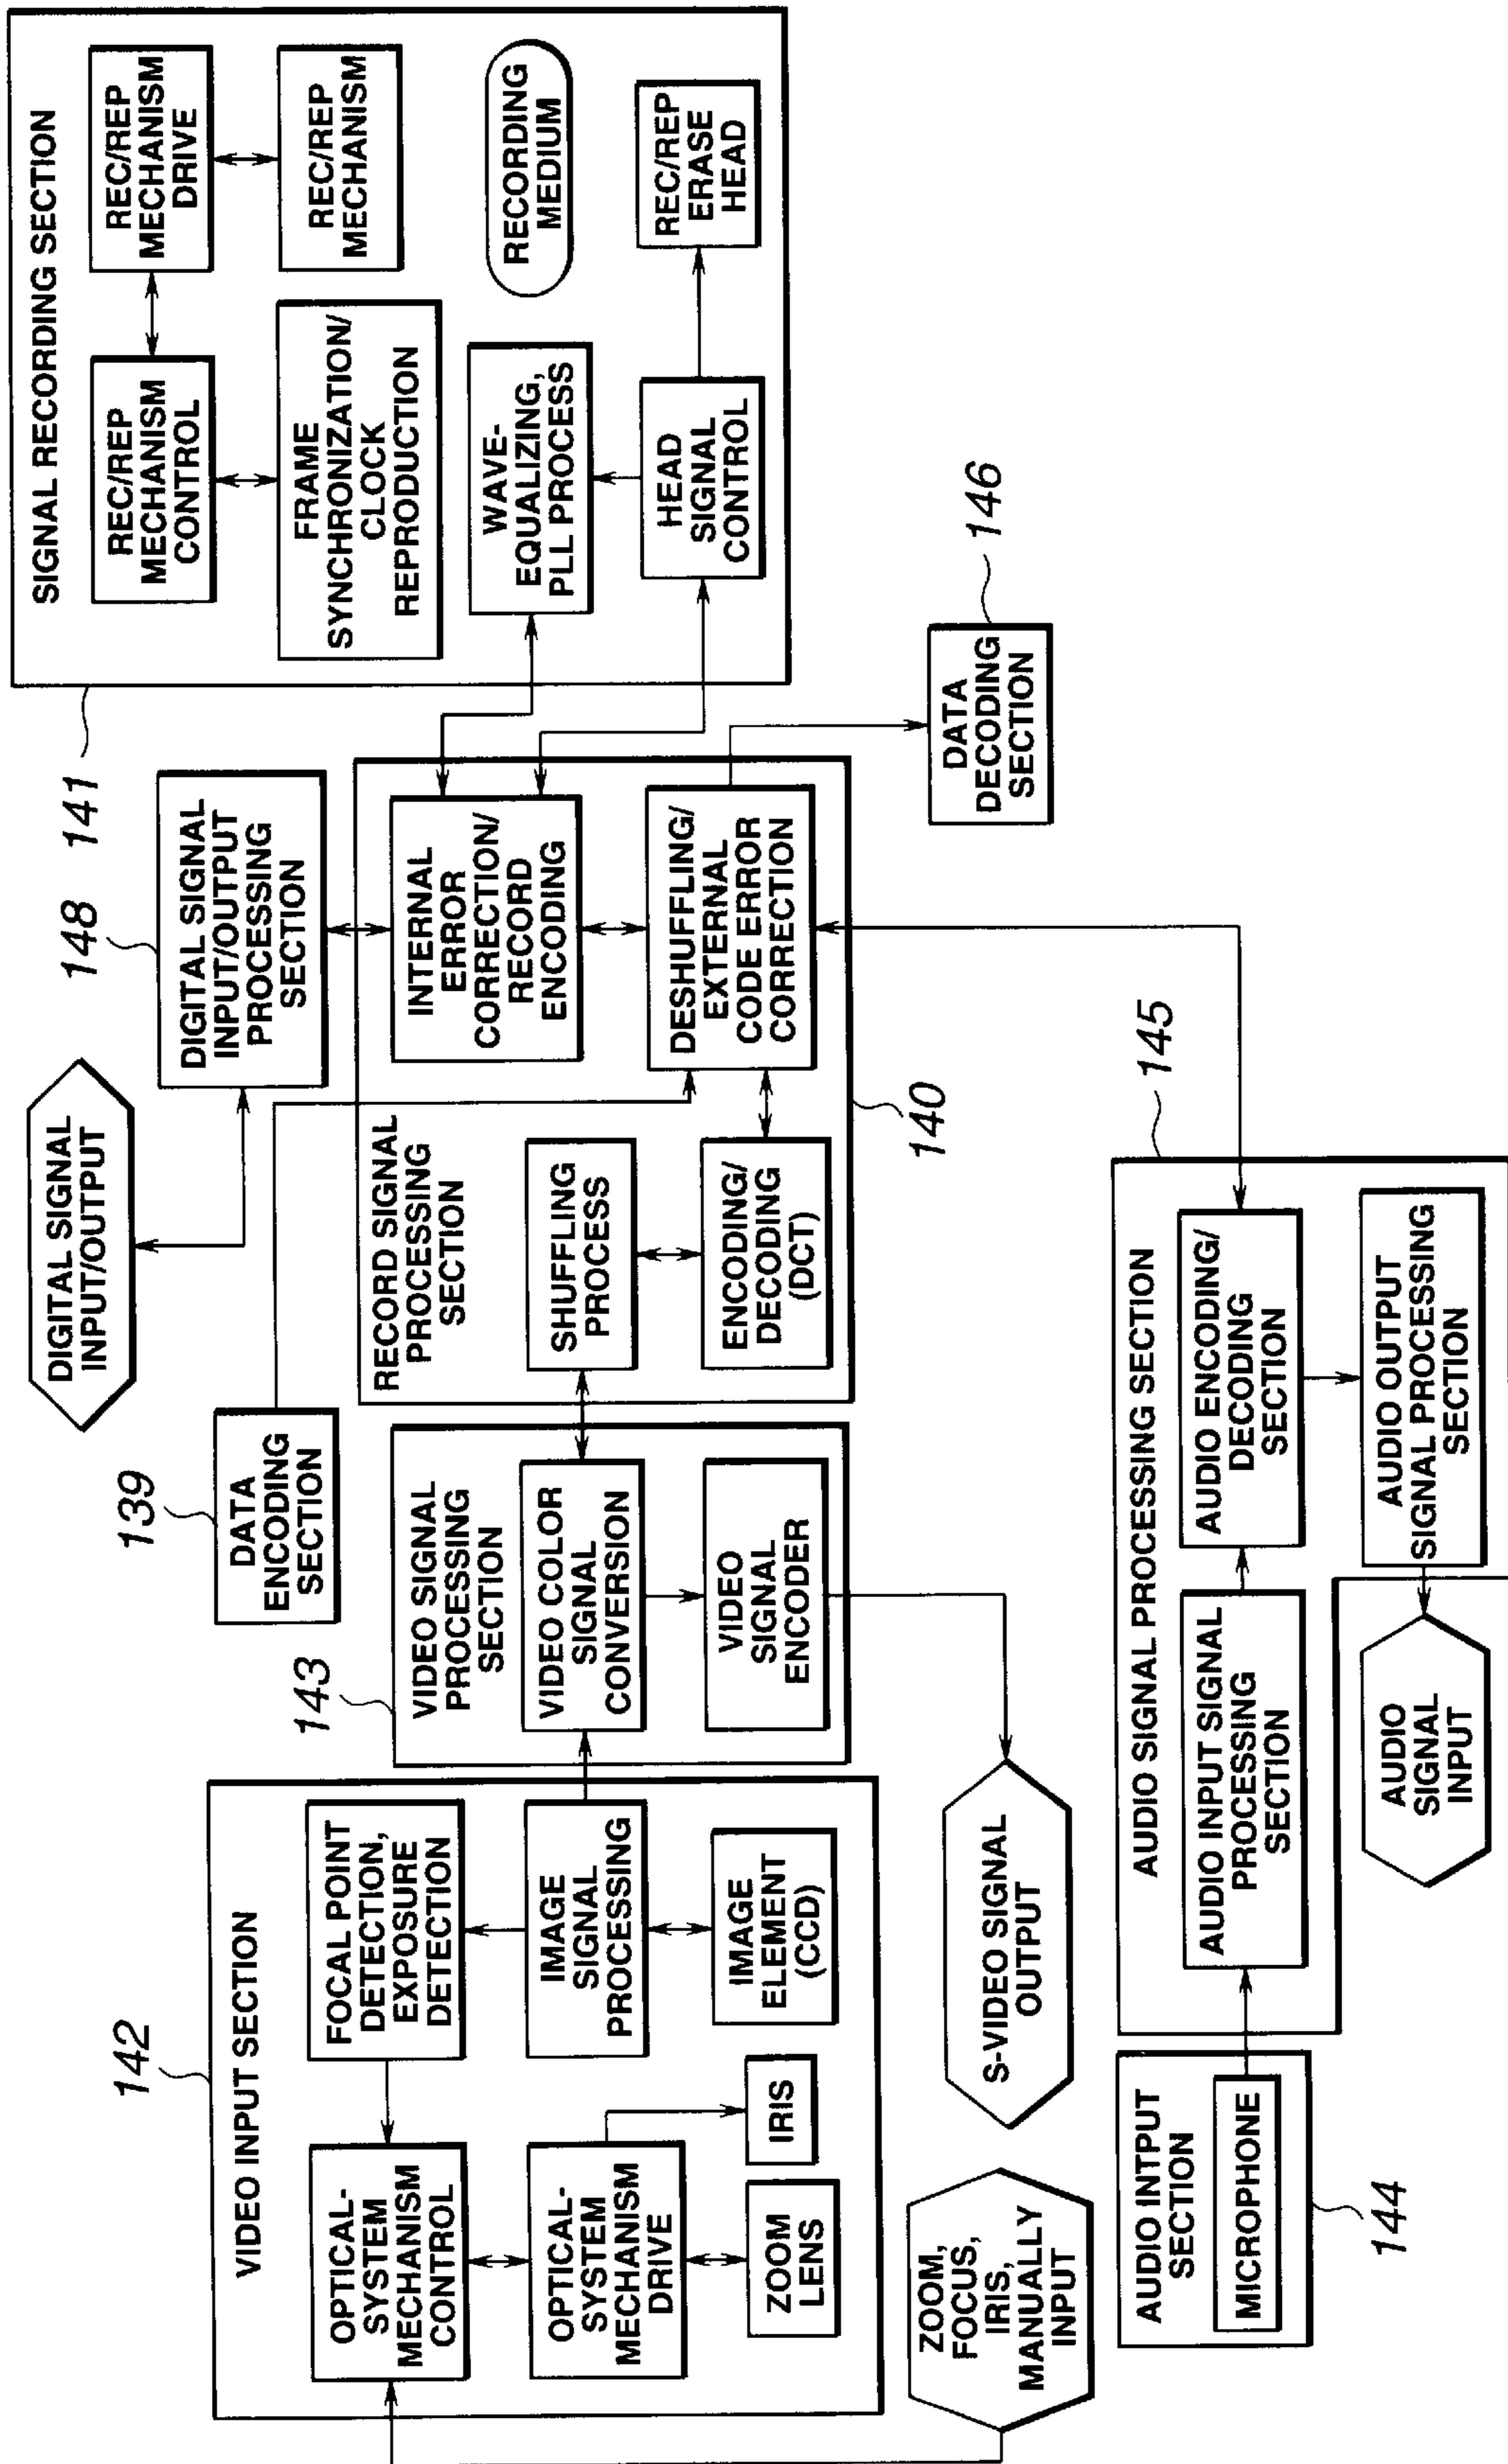 142
VIDEO INPUT SECTION
OPTICAL-
SYSTEM
MECHANISM
CONTROL
FOCAL POINT
DETECTION,
EXPOSURE
DETECTION
OPTICAL-
SYSTEM
MECHANISM
DRIVE
IMAGE
SIGNAL
PROCESSING
ZOOM
LENS
IRIS
IMAGE
ELEMENT
(CCD)
ZOOM,
FOCUS,
IRIS,
MANUALLY
INPUT
S-VIDEO SIGNAL
OUTPUT
143
VIDEO SIGNAL
PROCESSING
SECTION
VIDEO COLOR
SIGNAL
CONVERSION
VIDEO
SIGNAL
ENCODER
139
DATA
ENCODING
SECTION
DIGITAL SIGNAL
INPUT/OUTPUT
148
DIGITAL SIGNAL
INPUT/OUTPUT
PROCESSING
SECTION
RECORD SIGNAL
PROCESSING
SECTION
SHUFFLING
PROCESS
ENCODING/
DECODING
(DCT)
INTERNAL
ERROR
CORRECTION/
RECORD
ENCODING
DESHUFFLING/
EXTERNAL
CODE ERROR
CORRECTION
140
141
SIGNAL RECORDING SECTION
REC/REP
MECHANISM
CONTROL
REC/REP
MECHANISM
DRIVE
FRAME
SYNCHRONIZATION/
CLOCK
REPRODUCTION
REC/REP
MECHANISM
WAVE-
EQUALIZING,
PLL PROCESS
RECORDING
MEDIUM
HEAD
SIGNAL
CONTROL
REC/REP
ERASE
HEAD
DATA
DECODING
SECTION
146
AUDIO INTPUT
SECTION
MICROPHONE
144
145
AUDIO SIGNAL PROCESSING SECTION
AUDIO INPUT SIGNAL
PROCESSING
SECTION
AUDIO ENCODING/
DECODING
SECTION
AUDIO OUTPUT
SIGNAL PROCESSING
SECTION
AUDIO
SIGNAL
INPUT